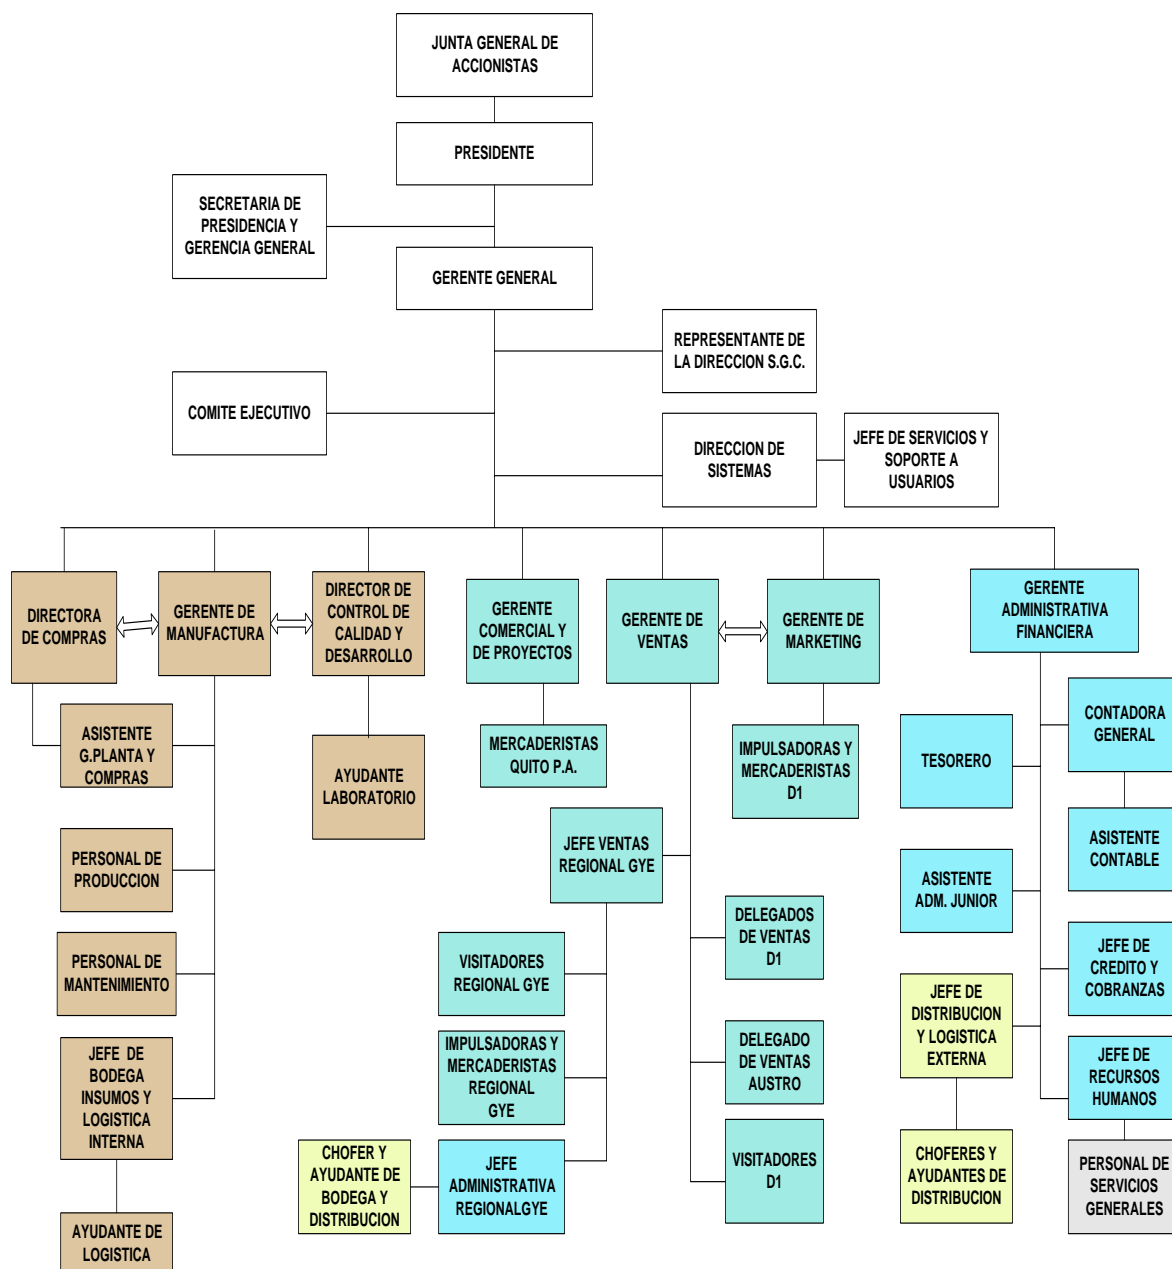 JUNTA GENERAL DE
ACCIONISTAS
PRESIDENTE
SECRETARIA DE
PRESIDENCIA Y
GERENCIA GENERAL
GERENTE GENERAL
REPRESENTANTE DE
LA DIRECCION S.G.C.
COMITE EJECUTIVO
DIRECCION DE
SISTEMAS
JEFE DE SERVICIOS Y
SOPORTE A
USUARIOS
DIRECTORA
DE COMPRAS
GERENTE DE
MANUFACTURA
DIRECTOR DE
CONTROL DE
CALIDAD Y
DESARROLLO
GERENTE
COMERCIAL Y
DE PROYECTOS
GERENTE DE
VENTAS
GERENTE DE
MARKETING
GERENTE
ADMINISTRATIVA
FINANCIERA
ASISTENTE
G.PLANTA Y
COMPRAS
AYUDANTE
LABORATORIO
MERCADERISTAS
QUITO P.A.
IMPULSADORAS Y
MERCADERISTAS
D1
TESORERO
CONTADORA
GENERAL
PERSONAL DE
PRODUCCION
JEFE VENTAS
REGIONAL GYE
ASISTENTE
CONTABLE
ASISTENTE
ADM. JUNIOR
PERSONAL DE
MANTENIMIENTO
VISITADORES
REGIONAL GYE
DELEGADOS
DE VENTAS
D1
JEFE DE
CREDITO Y
COBRANZAS
JEFE DE
DISTRIBUCION
Y LOGISTICA
EXTERNA
JEFE DE
BODEGA
INSUMOS Y
LOGISTICA
INTERNA
IMPULSADORAS Y
MERCADERISTAS
REGIONAL
GYE
DELEGADO
DE VENTAS
AUSTRO
JEFE DE
RECURSOS
HUMANOS
CHOFER Y
AYUDANTE DE
BODEGA Y
DISTRIBUCION
JEFE
ADMINISTRATIVA
REGIONALGYE
VISITADORES
D1
CHOFERES Y
AYUDANTES DE
DISTRIBUCION
PERSONAL DE
SERVICIOS
GENERALES
AYUDANTE DE
LOGISTICA